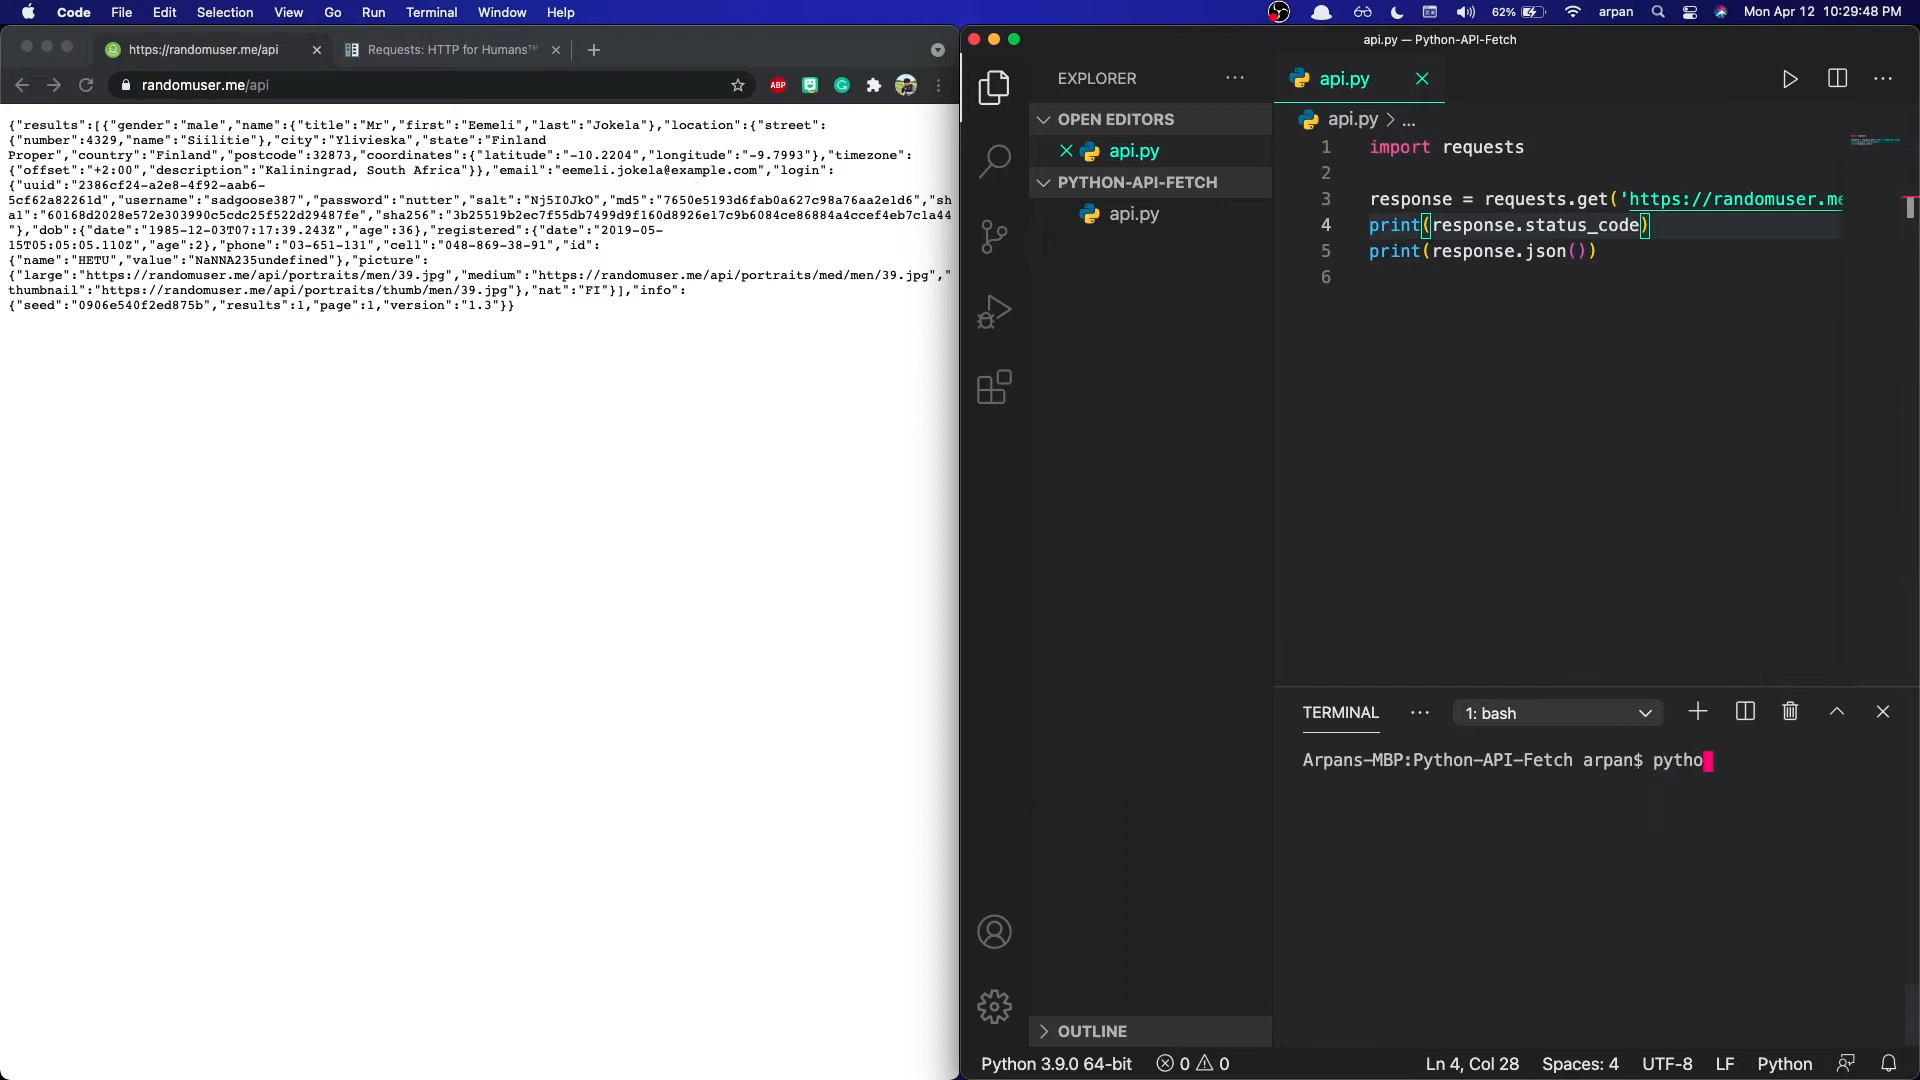 Code File Edit Selection View Go Run Terminal Window Help
62%
arpan
Mon Apr 12 10:29:48 PM
https://randomuser.me/api
Requests: HTTP for Humans™
randomuser.me/api
ABP
{"results":[{"gender":"male","name":{"title":"Mr","first":"Eemeli","last":"Jokela"},"location":{"street":
{"number":4329,"name":"Siilitie"},"city":"Ylivieska","state":"Finland
Proper","country":"Finland","postcode":32873,"coordinates":{"latitude":"-10.2204","longitude":"-9.7993"},"timezone":
{"offset":"+2:00","description":"Kaliningrad, South Africa"}},"email":"eemeli.jokela@example.com","login":
{"uuid":"2386cf24-a2e8-4f92-aab6-
5cf62a82261d","username":"sadgoose387","password":"nutter","salt":"Nj5I0JkO","md5":"7650e5193d6fab0a627c98a76aa2e1d6","sh
a1":"60168d2028e572e303990c5cdc25f522d29487fe","sha256":"3b25519b2ec7f55db7499d9f160d8926e17c9b6084ce86884a4ccef4eb7c1a44
"},"dob":{"date":"1985-12-03T07:17:39.243Z","age":36},"registered":{"date":"2019-05-
15T05:05:05.110Z","age":2},"phone":"03-651-131","cell":"048-869-38-91","id":
{"name":"HETU","value":"NaNNA235undefined"},"picture":
{"large":"https://randomuser.me/api/portraits/men/39.jpg","medium":"https://randomuser.me/api/portraits/med/men/39.jpg","
thumbnail":"https://randomuser.me/api/portraits/thumb/men/39.jpg"},"nat":"FI"}],"info":
{"seed":"0906e540f2ed875b","results":1,"page":1,"version":"1.3"}}
api.py — Python-API-Fetch
EXPLORER
OPEN EDITORS
api.py
PYTHON-API-FETCH
api.py
OUTLINE
api.py
api.py > ...
1 import requests
2
3 response = requests.get('https://randomuser.me
4 print(response.status_code)
5 print(response.json())
6
TERMINAL
1: bash
Arpans-MBP:Python-API-Fetch arpan$ pytho
Python 3.9.0 64-bit
0
0
Ln 4, Col 28
Spaces: 4
UTF-8
LF
Python